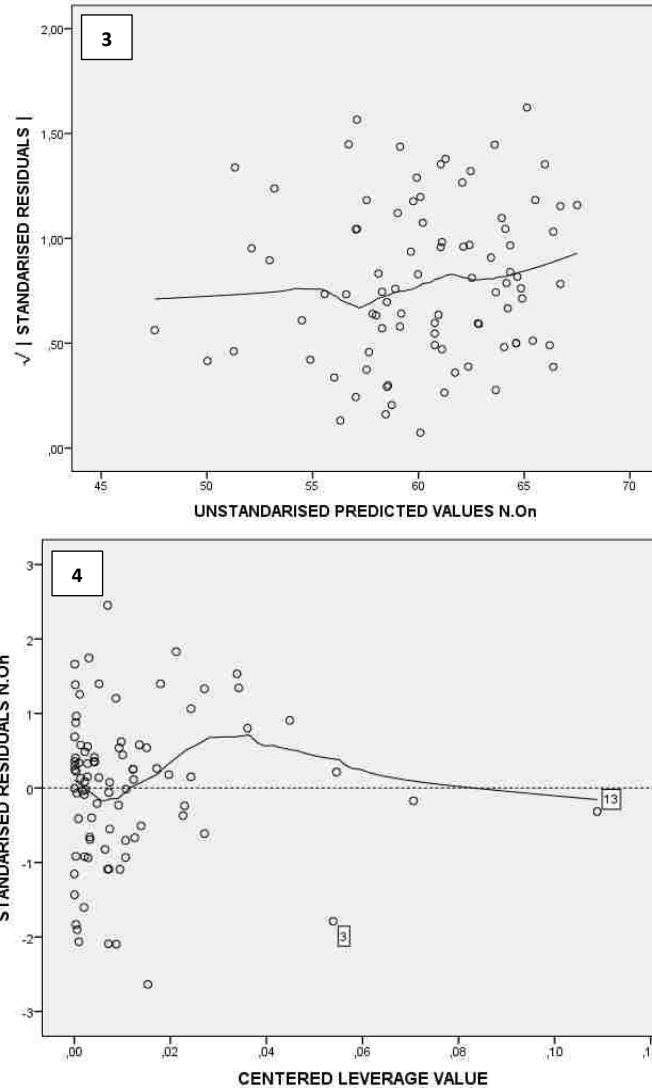 3
2,00
1,50
1,00
,50
,00
√ | STANDARISED RESIDUALS |
45 50 55 60 65 70
UNSTANDARISED PREDICTED VALUES N.On
4
3
2
1
0
-1
-2
-3
STANDARISED RESIDUALS N.On
13
3
,00 ,02 ,04 ,06 ,08 ,10
CENTERED LEVERAGE VALUE